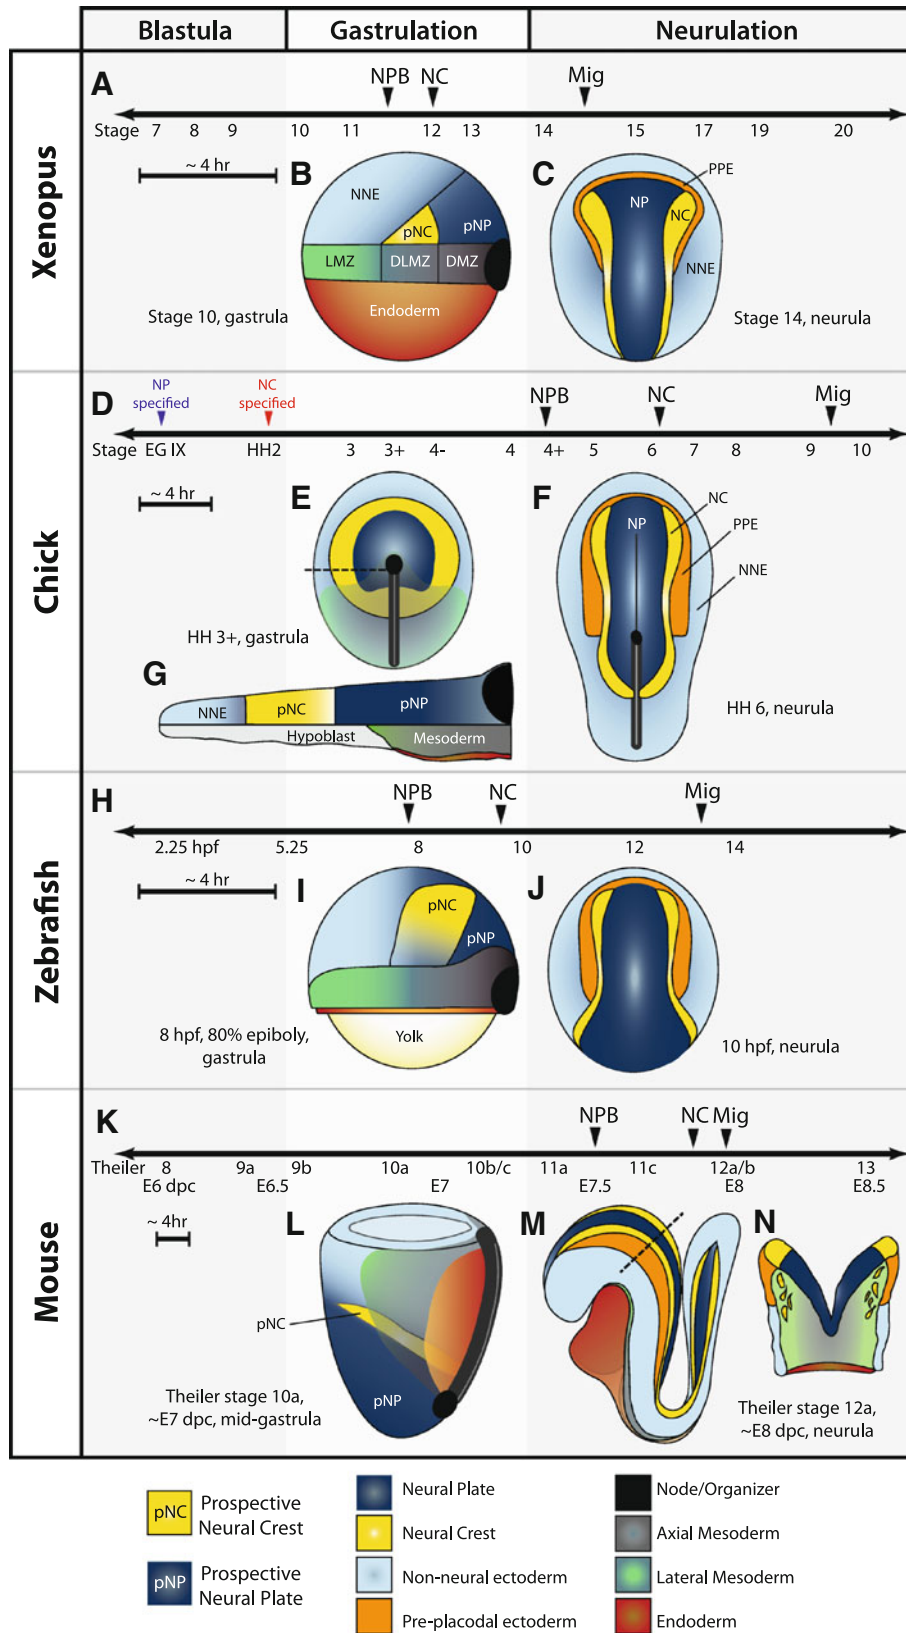 Blastula Gastrulation Neurulation
Xenopus
A
NPB NC Mig
Stage 7 8 9 10 11 12 13 14 15 17 19 20
~ 4 hr
B
NNE
pNC
pNP
LMZ DLMZ DMZ
Endoderm
Stage 10, gastrula
C
PPE
NP
NC
NNE
Stage 14, neurula
Chick
D
NP
specified
NC
specified
NPB NC Mig
Stage EG IX HH2 3 3+ 4- 4 4+ 5 6 7 8 9 10
~ 4 hr
E
HH 3+, gastrula
F
NP
NC
PPE
NNE
HH 6, neurula
G
NNE pNC pNP
Hypoblast Mesoderm
Zebrafish
H
NPB NC Mig
2.25 hpf 5.25 8 10 12 14
~ 4 hr
I
pNC
pNP
Yolk
8 hpf, 80% epiboly,
gastrula
J
10 hpf, neurula
Mouse
K
NPB NC Mig
Theiler 8 9a 9b 10a 10b/c 11a 11c 12a/b 13
E6 dpc E6.5 E7 E7.5 E8 E8.5
~ 4hr
L
pNC
pNP
Theiler stage 10a,
~E7 dpc, mid-gastrula
M
N
Theiler stage 12a,
~E8 dpc, neurula
pNC Prospective
Neural Crest
pNP Prospective
Neural Plate
Neural Plate
Neural Crest
Non-neural ectoderm
Pre-placodal ectoderm
Node/Organizer
Axial Mesoderm
Lateral Mesoderm
Endoderm